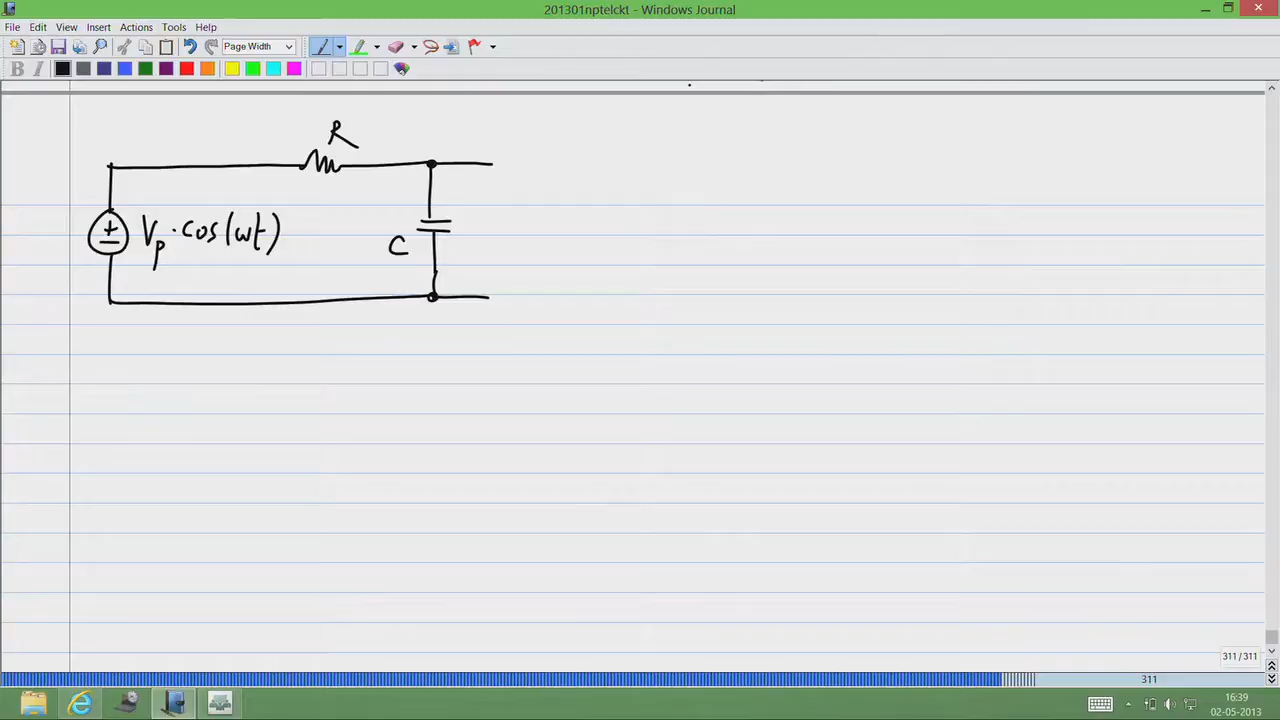 201301nptelckt - Windows Journal
File Edit View Insert Actions Tools Help
Page Width
B I
R
+
Vp · cos(ωt)
C
311 / 311
311
16:39
02-05-2013